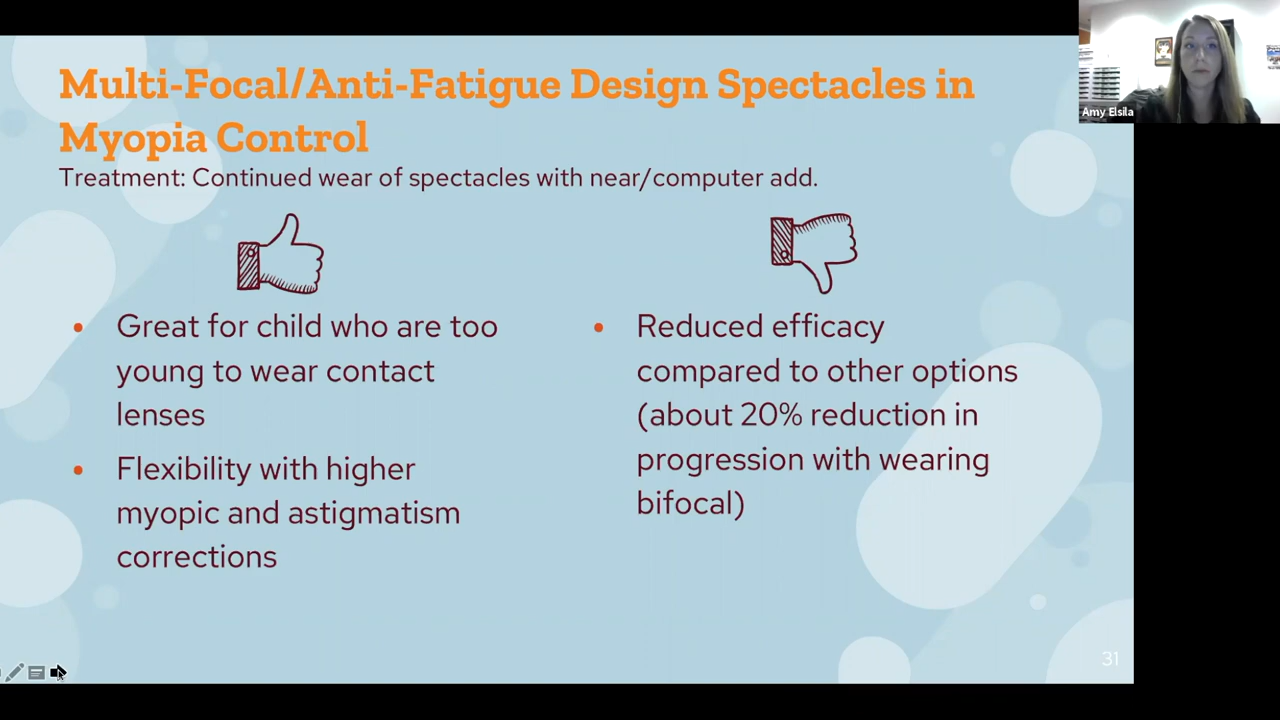 Multi-Focal/Anti-Fatigue Design Spectacles in
Myopia Control
Treatment: Continued wear of spectacles with near/computer add.
• Great for child who are too
young to wear contact
lenses
• Flexibility with higher
myopic and astigmatism
corrections
• Reduced efficacy
compared to other options
(about 20% reduction in
progression with wearing
bifocal)
31
Amy Elsila